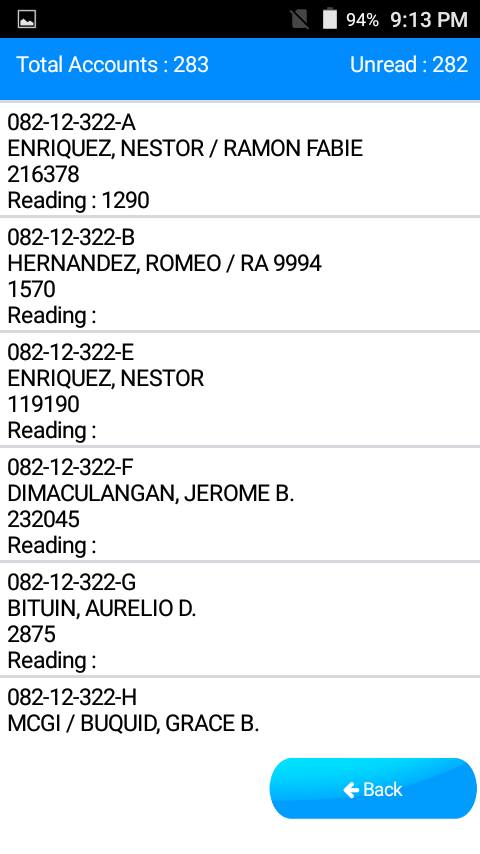 94% 9:13 PM
Total Accounts : 283 Unread : 282
082-12-322-A
ENRIQUEZ, NESTOR / RAMON FABIE
216378
Reading : 1290
082-12-322-B
HERNANDEZ, ROMEO / RA 9994
1570
Reading :
082-12-322-E
ENRIQUEZ, NESTOR
119190
Reading :
082-12-322-F
DIMACULANGAN, JEROME B.
232045
Reading :
082-12-322-G
BITUIN, AURELIO D.
2875
Reading :
082-12-322-H
MCGI / BUQUID, GRACE B.
Back